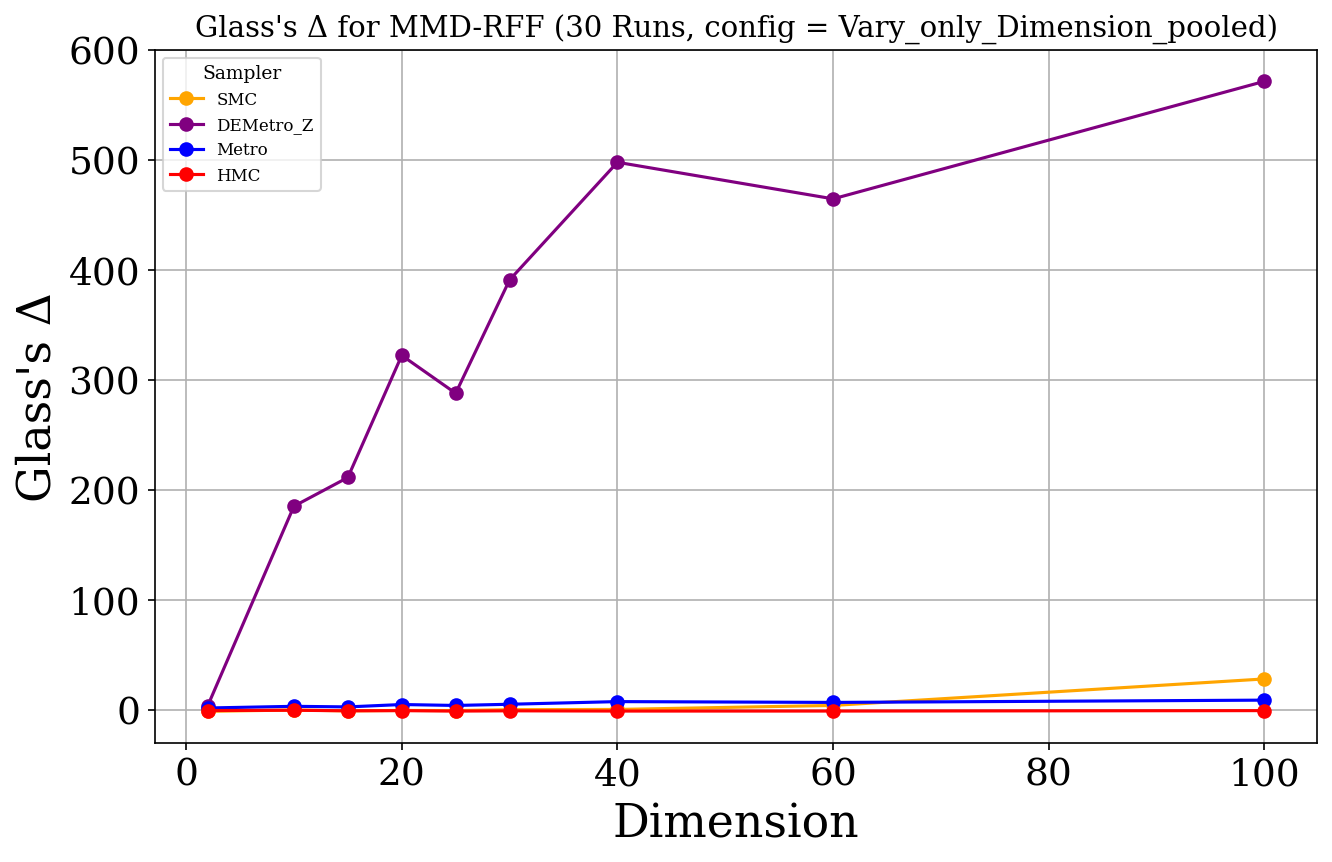 Glass's Δ for MMD-RFF (30 Runs, config = Vary_only_Dimension_pooled)
Sampler
SMC
DEMetro_Z
Metro
HMC
Glass's Δ
600
500
400
300
200
100
0
0 20 40 60 80 100
Dimension